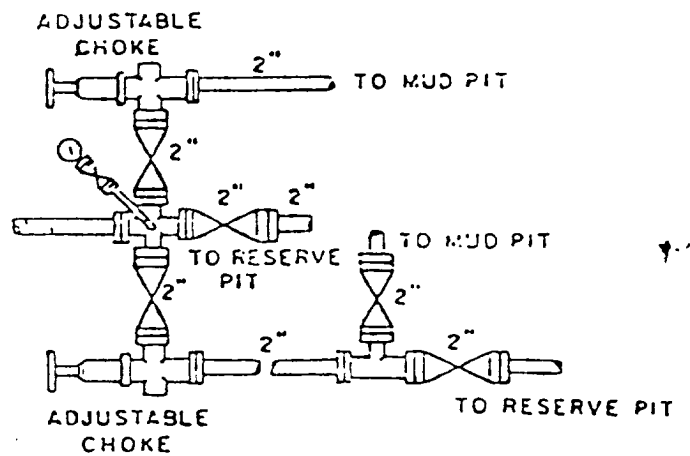 ADJUSTABLE
CHOKE
2"
TO MUD PIT
2"
2"
2"
TO RESERVE
PIT
TO MUD PIT
2"
2"
2"
2"
ADJUSTABLE
CHOKE
TO RESERVE PIT